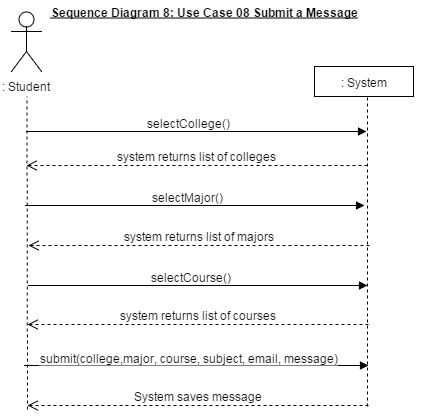 Sequence Diagram 8: Use Case 08 Submit a Message
: Student
: System
selectCollege()
system returns list of colleges
selectMajor()
system returns list of majors
selectCourse()
system returns list of courses
submit(college,major, course, subject, email, message)
System saves message